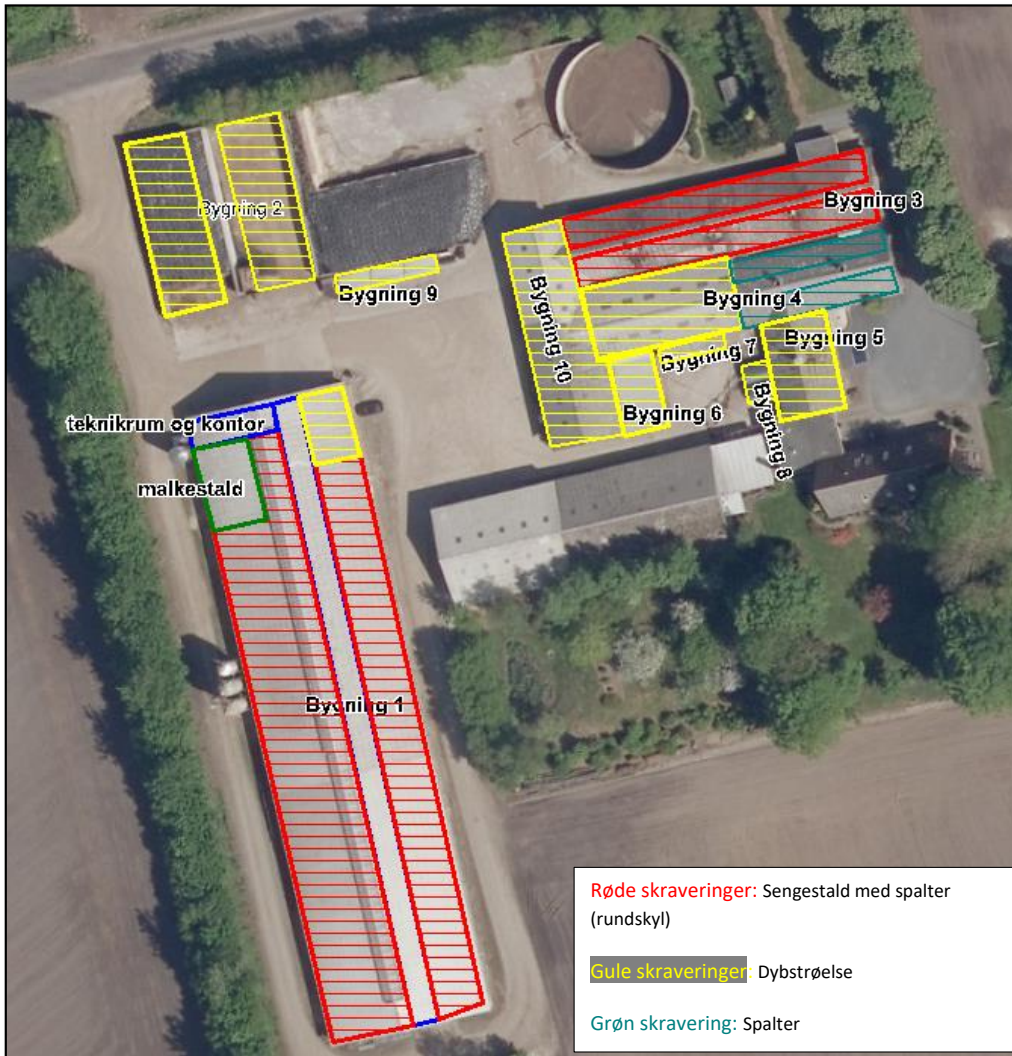 Bygning 2
Bygning 3
Bygning 9
Bygning 10
Bygning 4
Bygning 5
Bygning 7
Bygning 6
Bygning 8
teknikrum og kontor
malkestald
Bygning 1
Røde skraveringer: Sengestald med spalter
(rundskyl)
Gule skraveringer: Dybstrøelse
Grøn skravering: Spalter